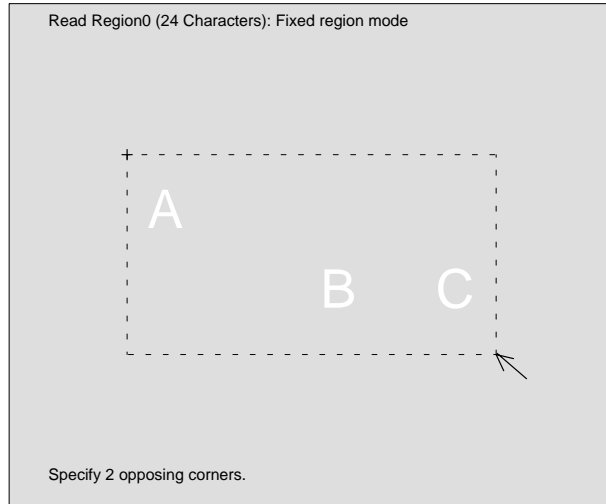 Read Region0 (24 Characters): Fixed region mode
A
B C
Specify 2 opposing corners.